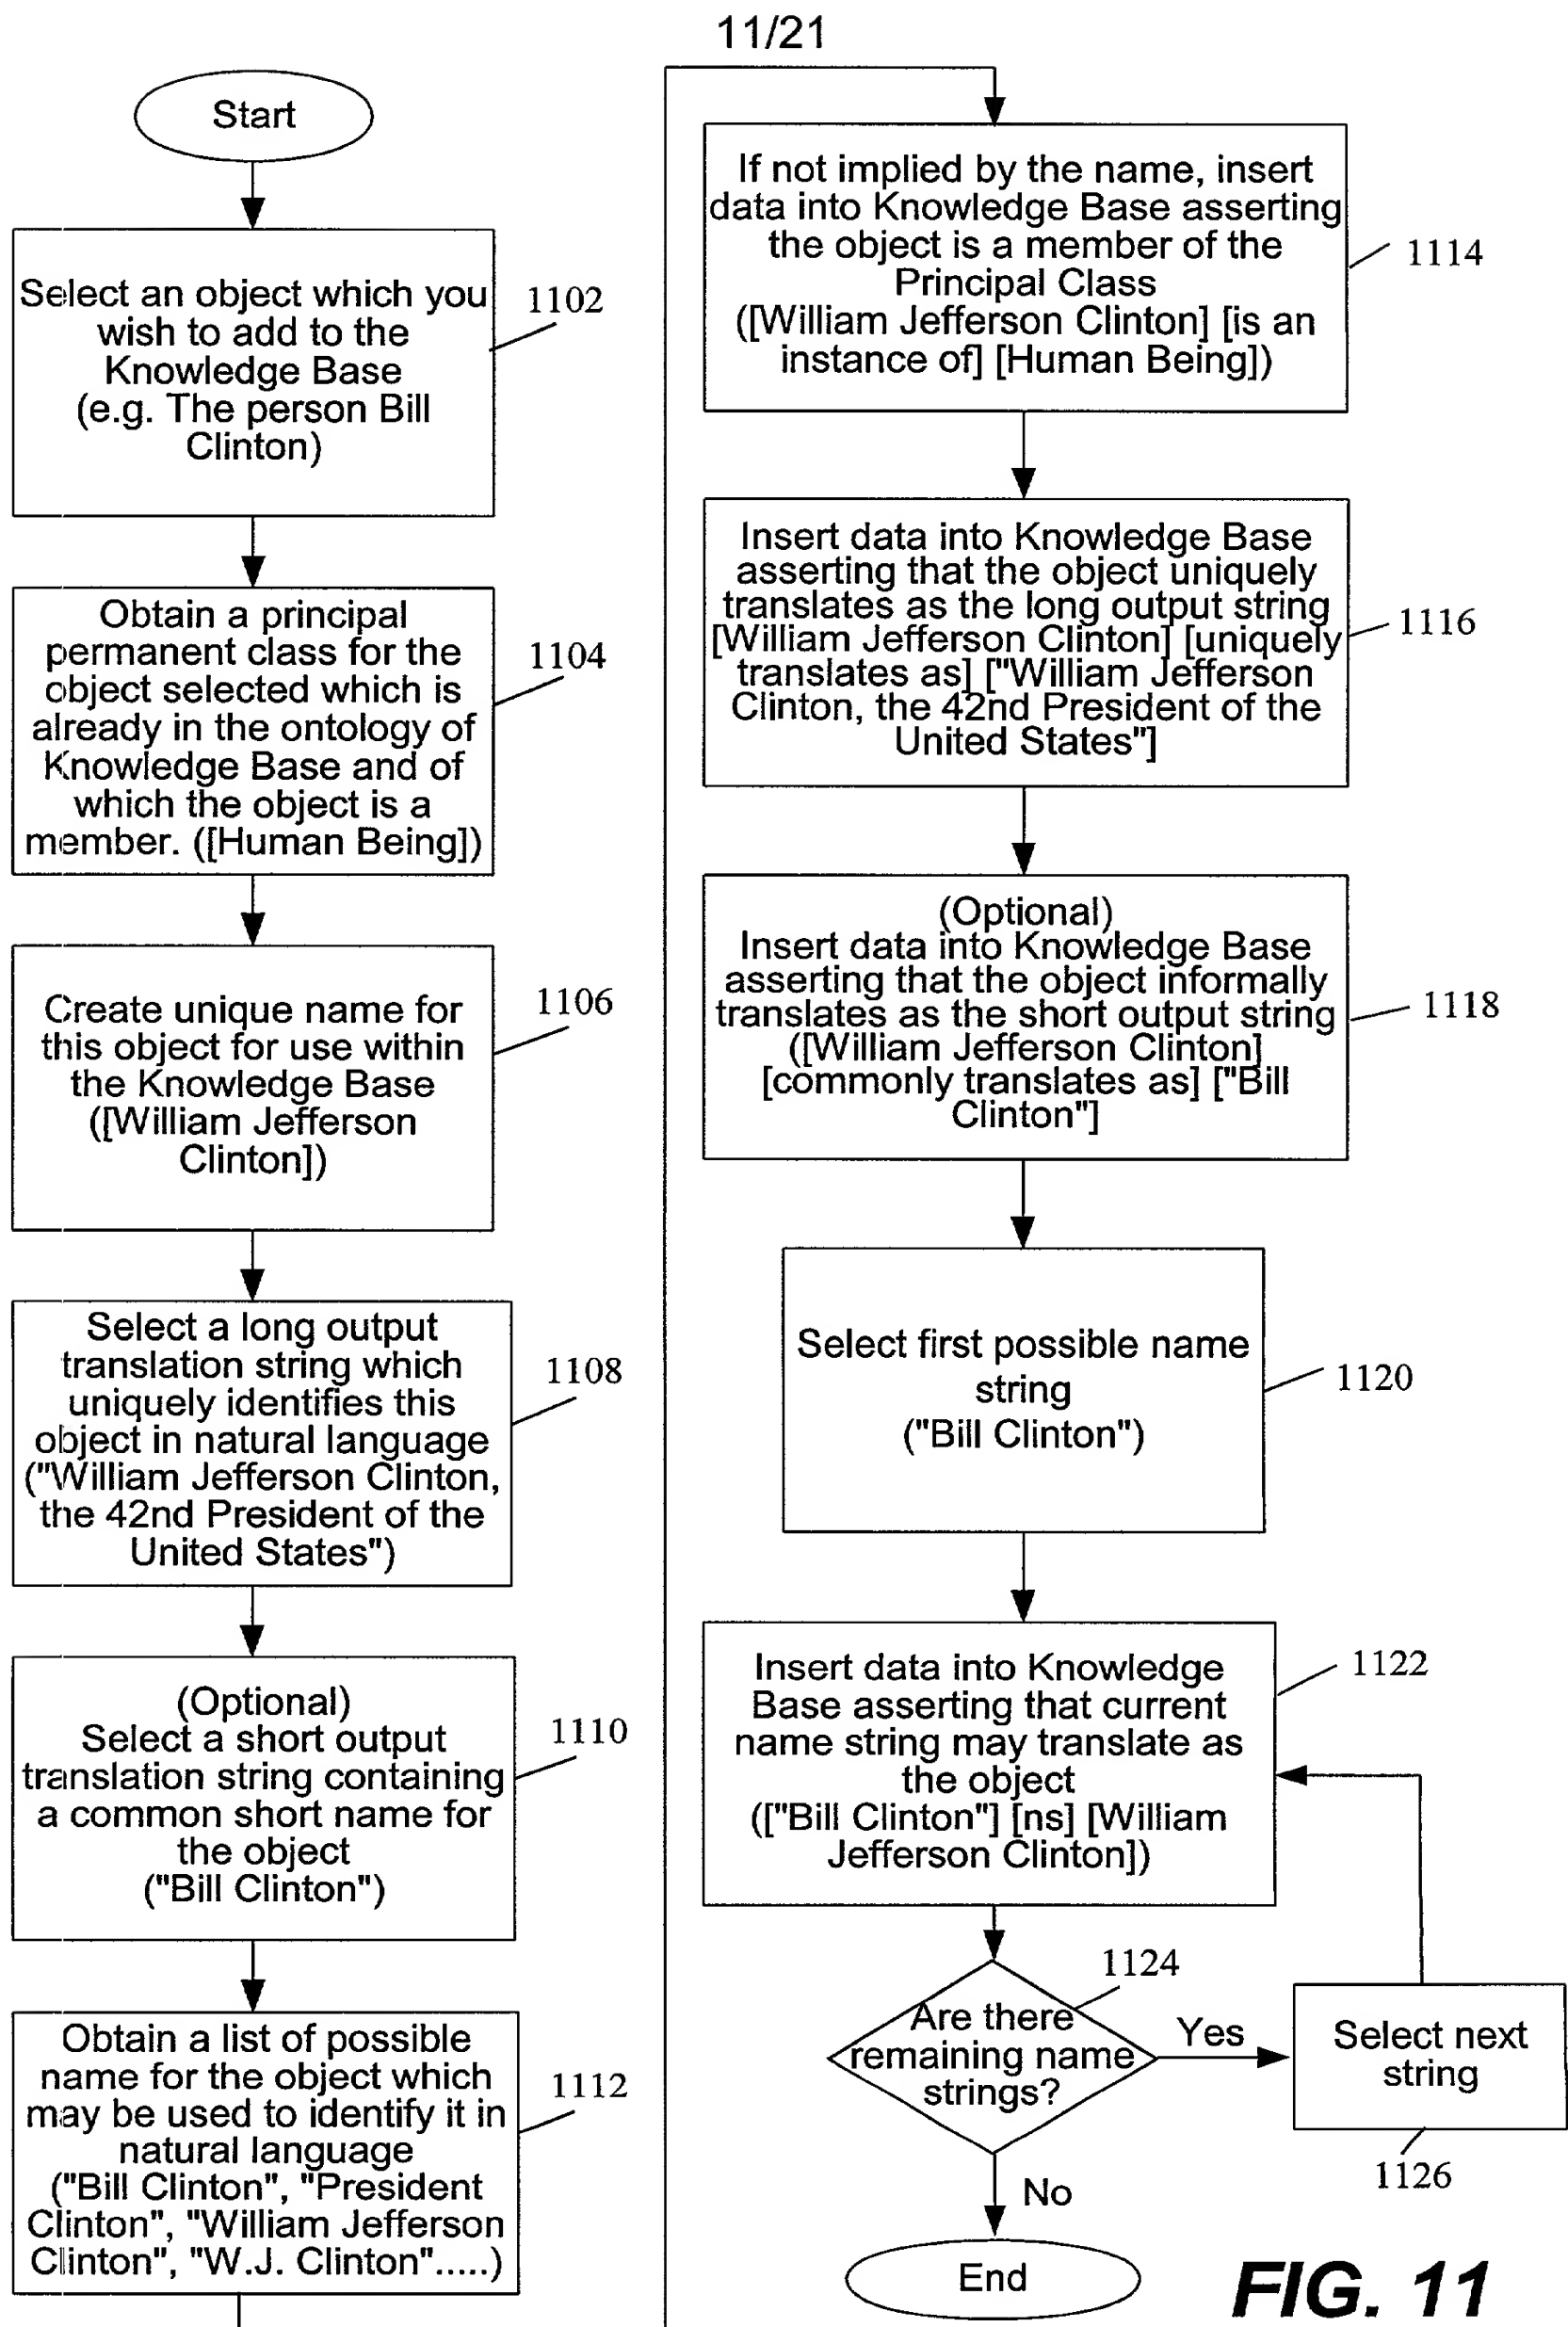 11/21
Start
Select an object which you
wish to add to the
Knowledge Base
(e.g. The person Bill
Clinton)
1102
Obtain a principal
permanent class for the
object selected which is
already in the ontology of
Knowledge Base and of
which the object is a
member. ([Human Being])
1104
Create unique name for
this object for use within
the Knowledge Base
([William Jefferson
Clinton])
1106
Select a long output
translation string which
uniquely identifies this
object in natural language
("William Jefferson Clinton,
the 42nd President of the
United States")
1108
(Optional)
Select a short output
translation string containing
a common short name for
the object
("Bill Clinton")
1110
Obtain a list of possible
name for the object which
may be used to identify it in
natural language
("Bill Clinton", "President
Clinton", "William Jefferson
Clinton", "W.J. Clinton".....)
1112
If not implied by the name, insert
data into Knowledge Base asserting
the object is a member of the
Principal Class
([William Jefferson Clinton] [is an
instance of] [Human Being])
1114
Insert data into Knowledge Base
asserting that the object uniquely
translates as the long output string
[William Jefferson Clinton] [uniquely
translates as] ["William Jefferson
Clinton, the 42nd President of the
United States"]
1116
(Optional)
Insert data into Knowledge Base
asserting that the object informally
translates as the short output string
([William Jefferson Clinton]
[commonly translates as] ["Bill
Clinton"]
1118
Select first possible name
string
("Bill Clinton")
1120
Insert data into Knowledge
Base asserting that current
name string may translate as
the object
(["Bill Clinton"] [ns] [William
Jefferson Clinton])
1122
Are there
remaining name
strings?
1124
Yes
Select next
string
1126
No
End
FIG. 11